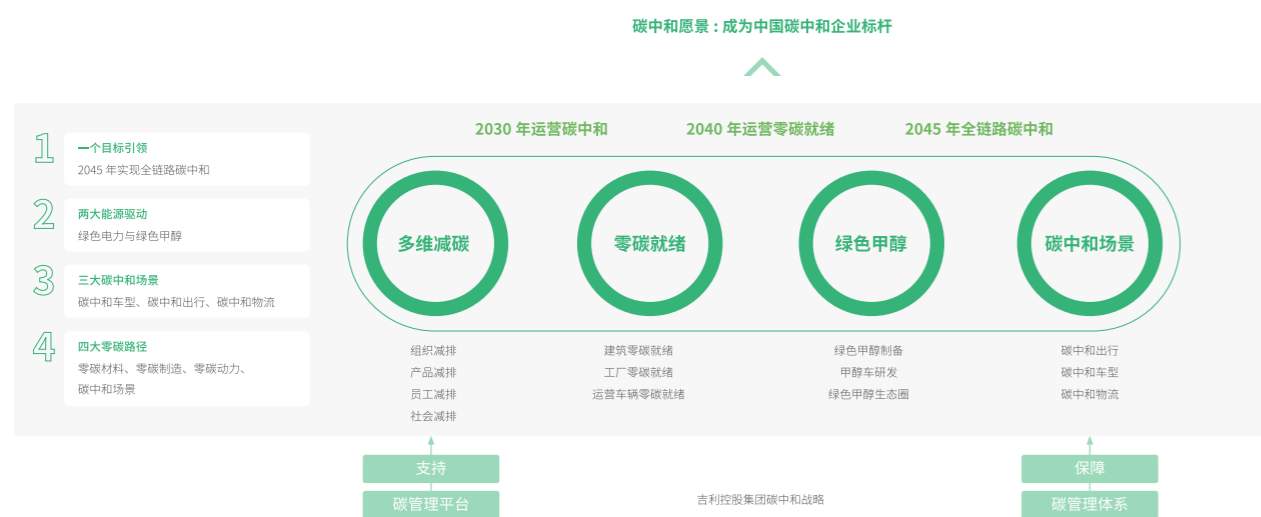 碳中和愿景：成为中国碳中和企业标杆
1
一个目标引领
2045 年实现全链路碳中和
2
两大能源驱动
绿色电力与绿色甲醇
3
三大碳中和场景
碳中和车型、碳中和出行、碳中和物流
4
四大零碳路径
零碳材料、零碳制造、零碳动力、
碳中和场景
2030 年运营碳中和
2040 年运营零碳就绪
2045 年全链路碳中和
多维减碳
零碳就绪
绿色甲醇
碳中和场景
组织减排
产品减排
员工减排
社会减排
建筑零碳就绪
工厂零碳就绪
运营车辆零碳就绪
绿色甲醇制备
甲醇车研发
绿色甲醇生态圈
碳中和出行
碳中和车型
碳中和物流
支持
碳管理平台
吉利控股集团碳中和战略
保障
碳管理体系